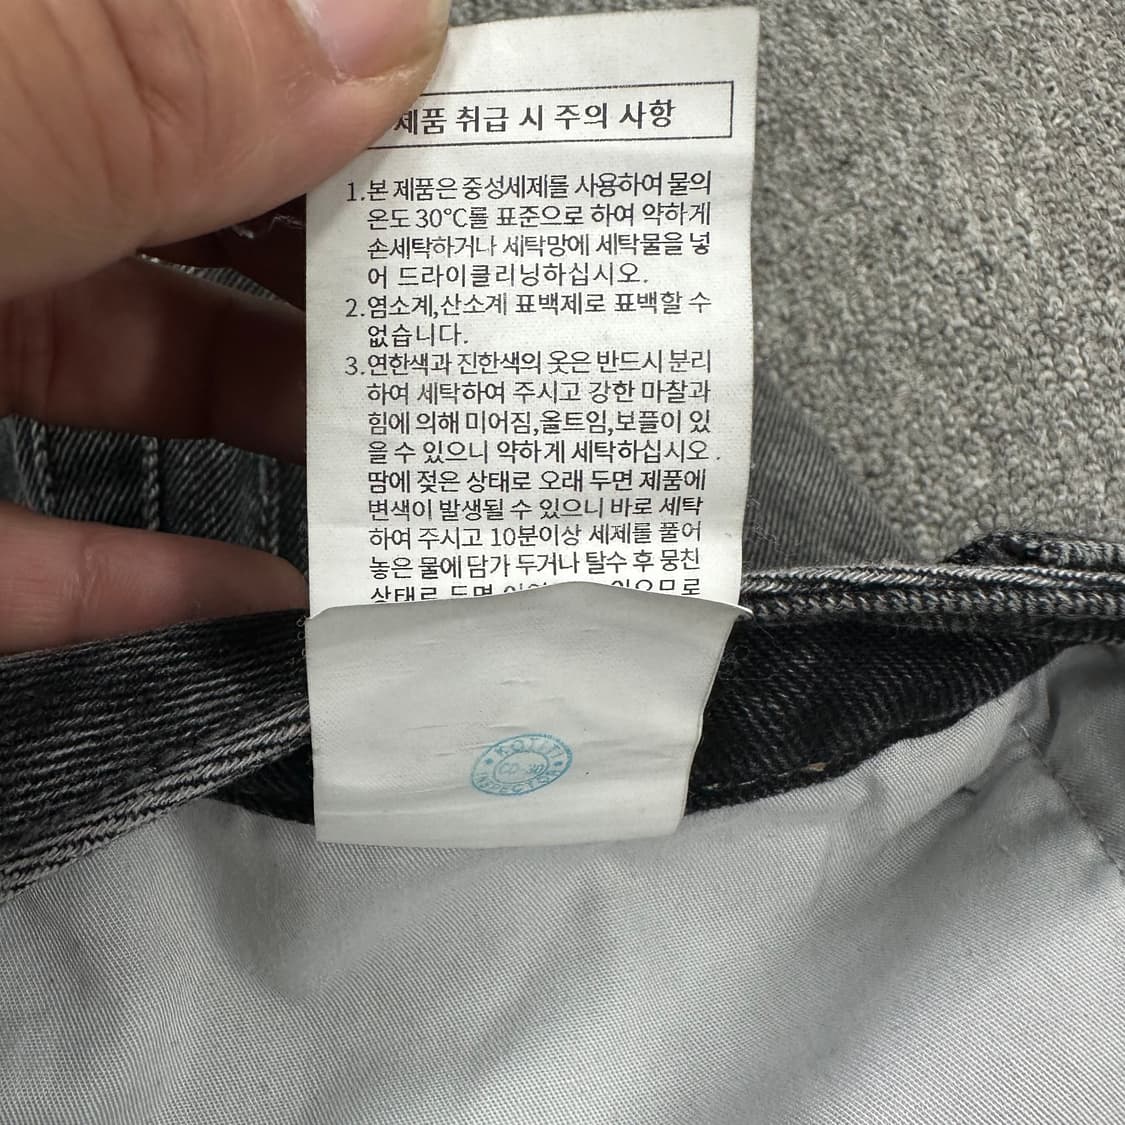 제품 취급 시 주의 사항
1.본 제품은 중성세제를 사용하여 물의
온도 30℃를 표준으로 하여 약하게
손세탁하거나 세탁망에 세탁물을 넣
어 드라이클리닝하십시오.
2.염소계,산소계 표백제로 표백할 수
없습니다.
3.연한색과 진한색의 옷은 반드시 분리
하여 세탁하여 주시고 강한 마찰과
힘에 의해 미어짐,올트임,보플이 있
을 수 있으니 약하게 세탁하십시오.
땀에 젖은 상태로 오래 두면 제품에
변색이 발생될 수 있으니 바로 세탁
하여 주시고 10분이상 세제를 풀어
놓은 물에 담가 두거나 탈수 후 뭉친
상태로 두면
KOTITI
CD-30
INSPECTOR